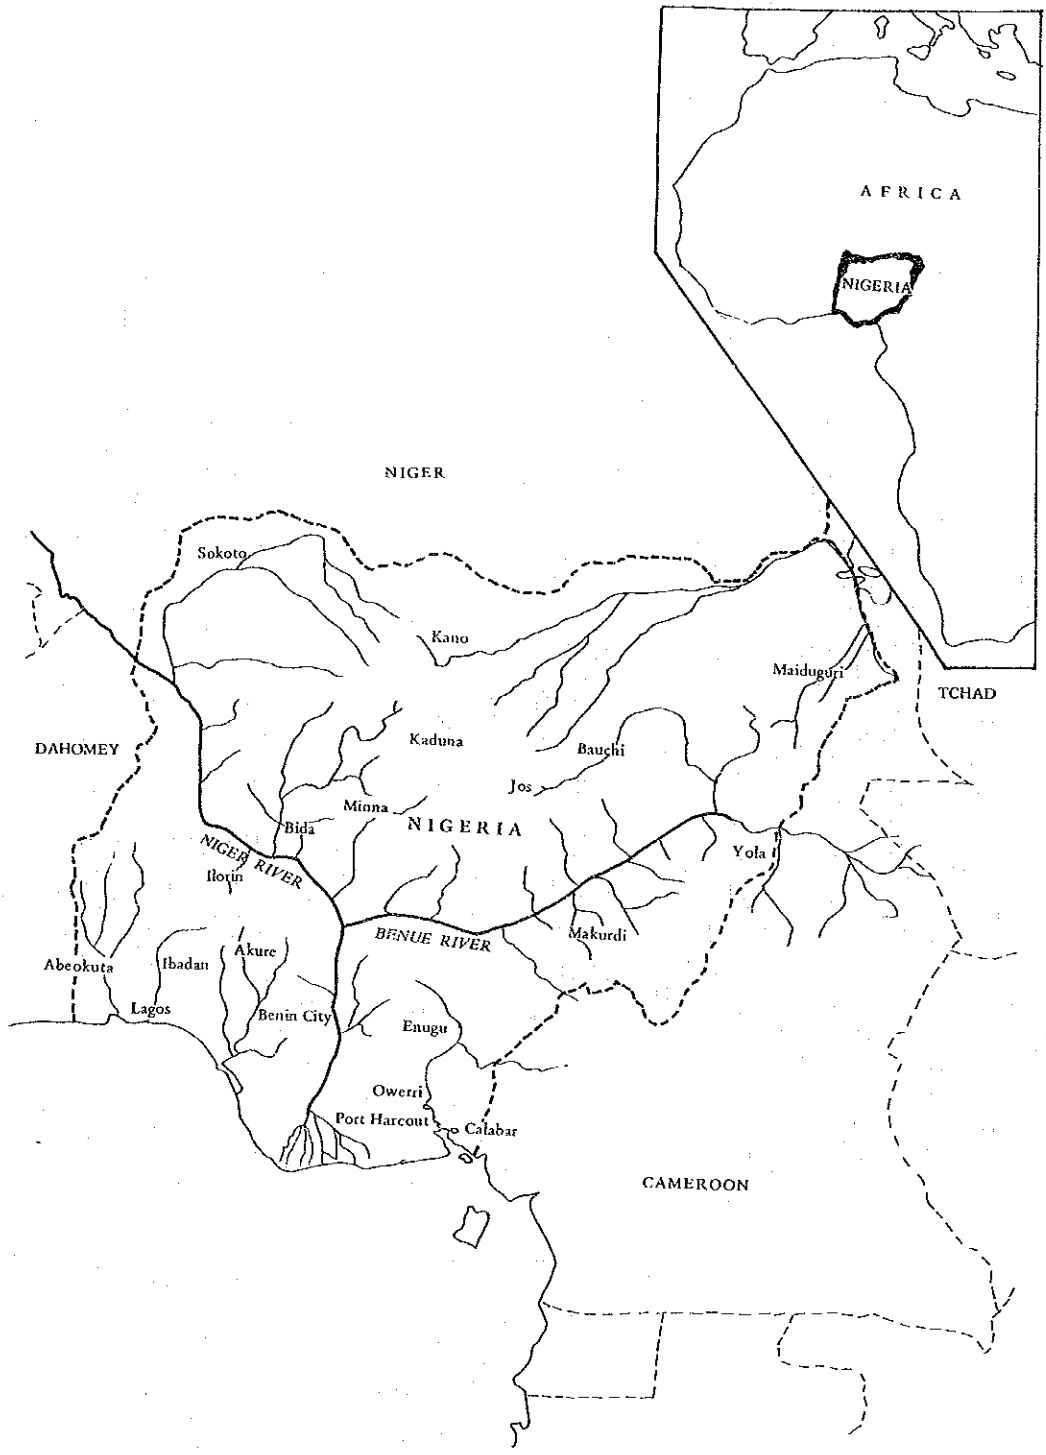 AFRICA
NIGERIA
NIGER
Sokoto
Kano
Maiduguri
TCHAD
DAHOMEY
Kaduna
Bauchi
Jos
Minna
NIGERIA
Bida
NIGER RIVER
Yola
Ilorin
BENUE RIVER
Makurdi
Akure
Ibadan
Abeokuta
Lagos
Benin City
Enugu
Owerri
Port Harcout
Calabar
CAMEROON